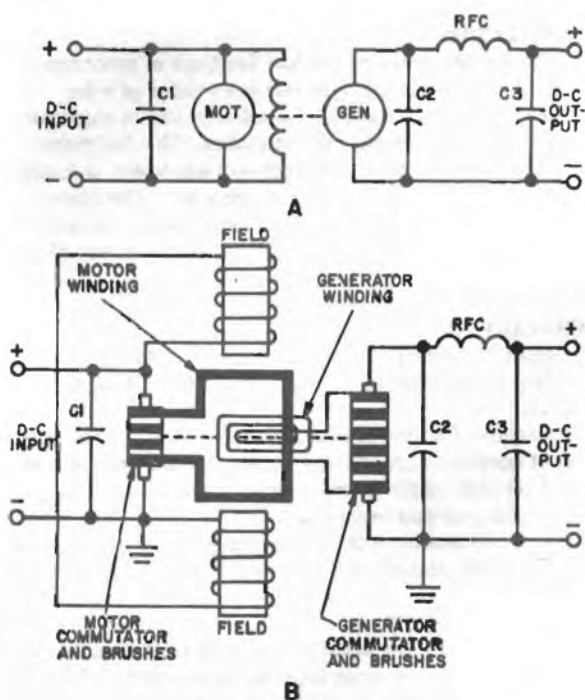 +
D-C
INPUT
−
C1
MOT
GEN
C2
RFC
C3
+
D-C
OUT-
PUT
−
A
FIELD
MOTOR
WINDING
GENERATOR
WINDING
+
C1
D-C
INPUT
−
RFC
C2
C3
+
D-C
OUT-
PUT
−
MOTOR
COMMUTATOR
AND BRUSHES
FIELD
GENERATOR
COMMUTATOR
AND BRUSHES
B